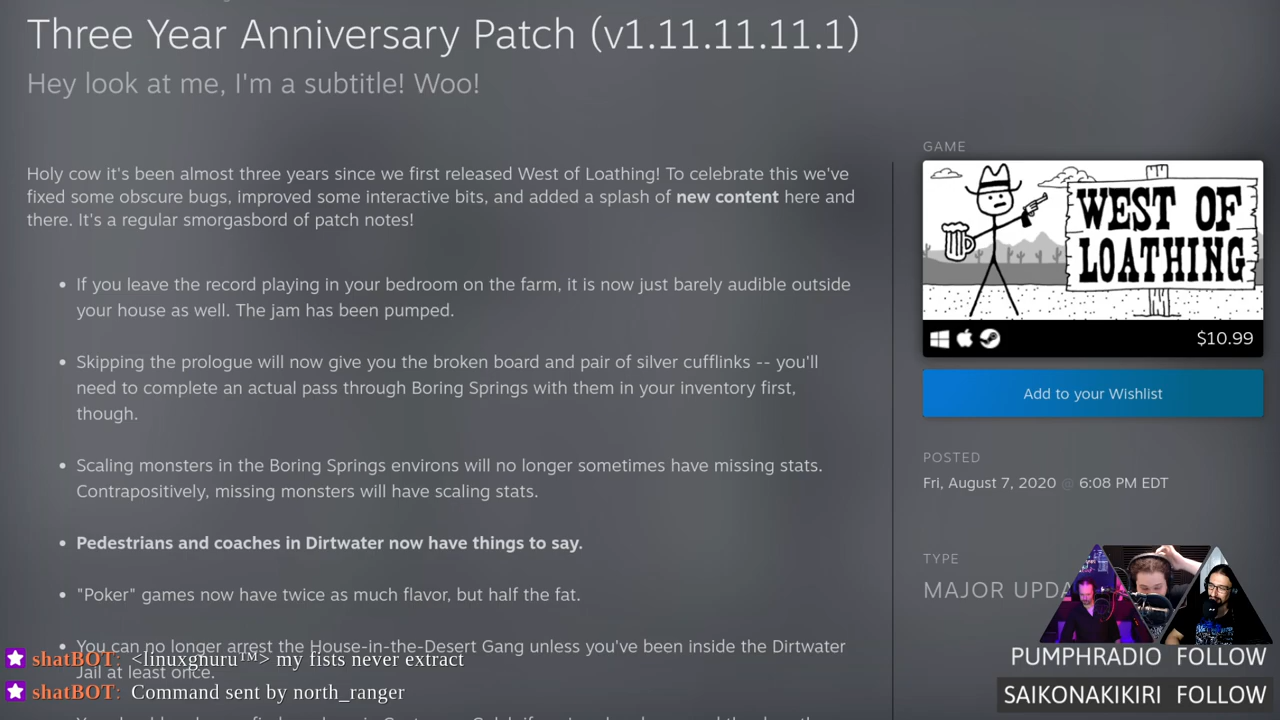 Three Year Anniversary Patch (v1.11.11.11.1)
Hey look at me, I'm a subtitle! Woo!
Holy cow it's been almost three years since we first released West of Loathing! To celebrate this we've
fixed some obscure bugs, improved some interactive bits, and added a splash of new content here and
there. It's a regular smorgasbord of patch notes!
• If you leave the record playing in your bedroom on the farm, it is now just barely audible outside
your house as well. The jam has been pumped.
• Skipping the prologue will now give you the broken board and pair of silver cufflinks -- you'll
need to complete an actual pass through Boring Springs with them in your inventory first,
though.
• Scaling monsters in the Boring Springs environs will no longer sometimes have missing stats.
Contrapositively, missing monsters will have scaling stats.
• Pedestrians and coaches in Dirtwater now have things to say.
• "Poker" games now have twice as much flavor, but half the fat.
• You can no longer arrest the House-in-the-Desert Gang unless you've been inside the Dirtwater
Jail at least once.
GAME
WEST OF
LOATHING
$10.99
Add to your Wishlist
POSTED
Fri, August 7, 2020 @ 6:08 PM EDT
TYPE
MAJOR UPDA
shatBOT: <linuxgnuru™> my fists never extract
shatBOT: Command sent by north_ranger
PUMPHRADIO FOLLOW
SAIKONAKIKIRI FOLLOW